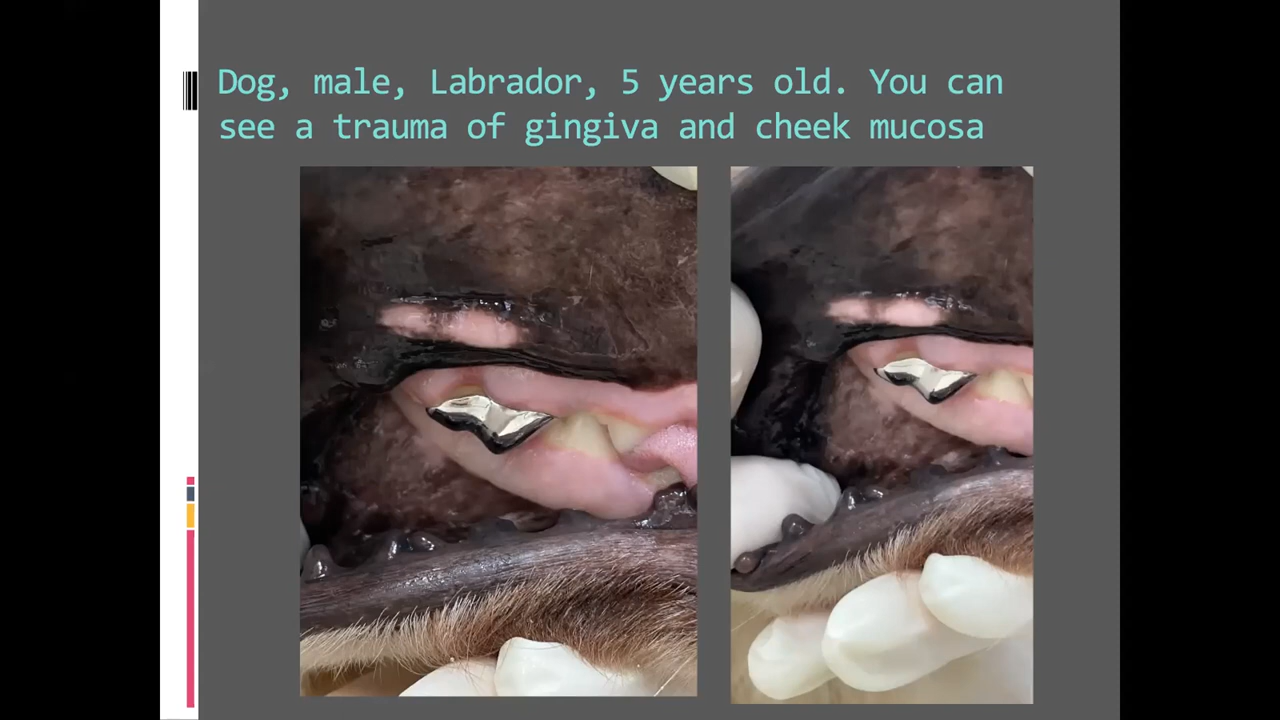 Dog, male, Labrador, 5 years old. You can
see a trauma of gingiva and cheek mucosa